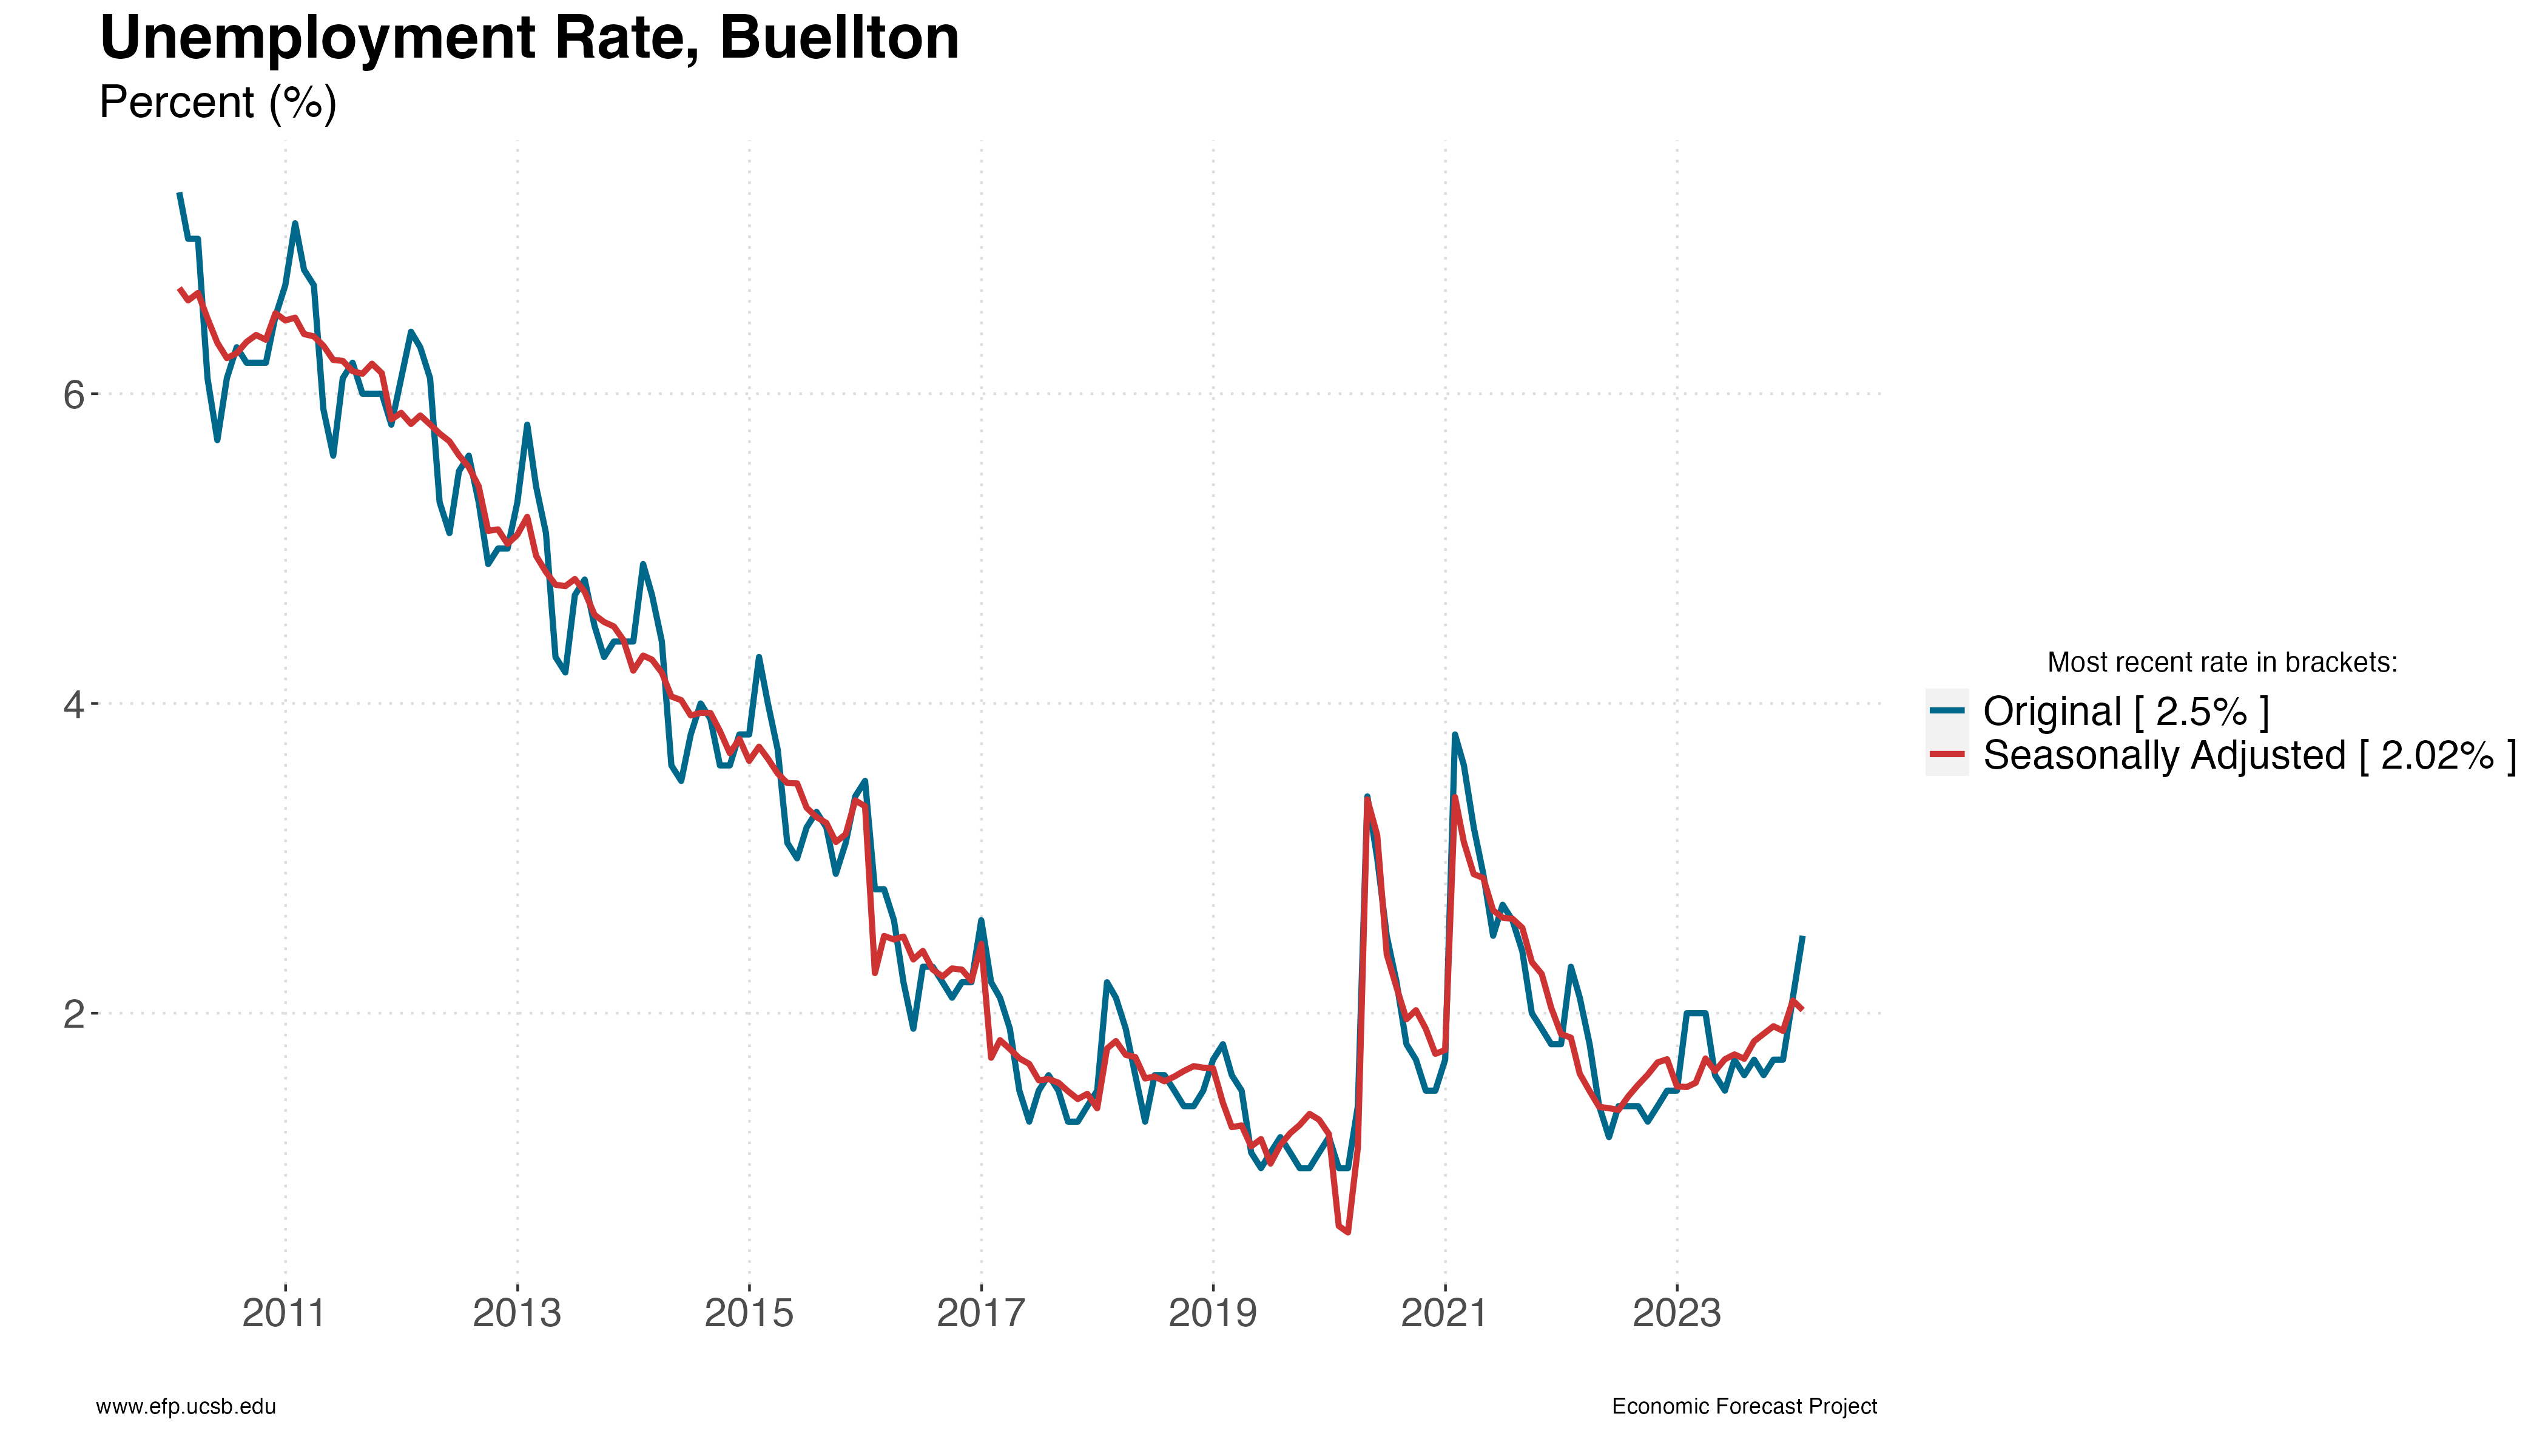 Unemployment Rate, Buellton
Percent (%)
6
4
2
2011 2013 2015 2017 2019 2021 2023
Most recent rate in brackets:
Original [ 2.5% ]
Seasonally Adjusted [ 2.02% ]
www.efp.ucsb.edu
Economic Forecast Project